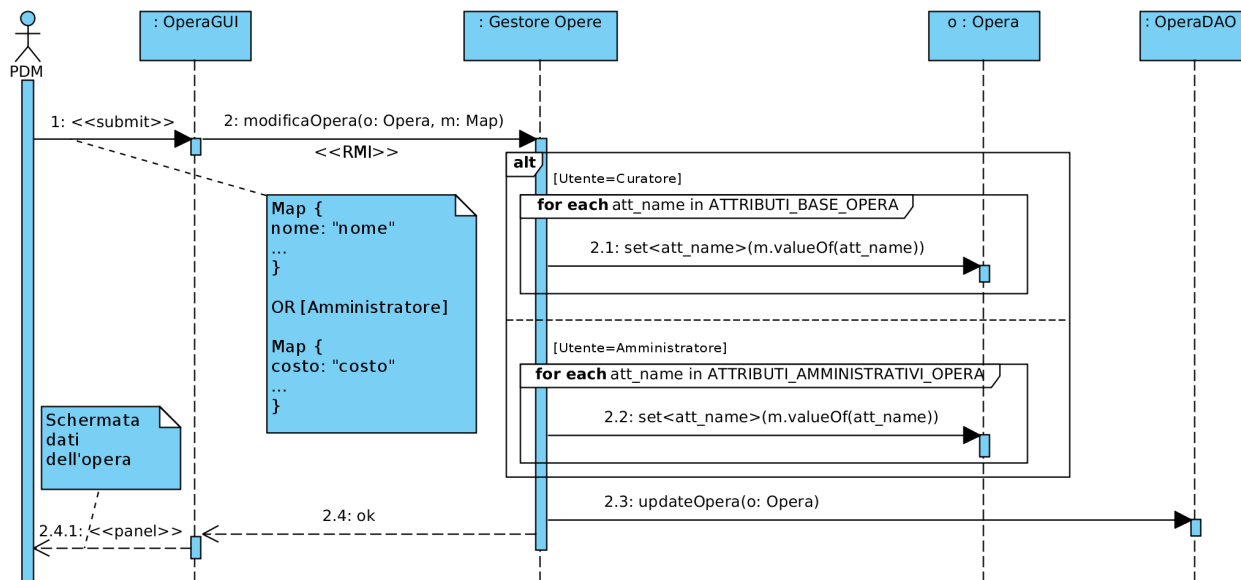 : OperaGUI
: Gestore Opere
o : Opera
: OperaDAO
PDM
1: <<submit>>
2: modificaOpera(o: Opera, m: Map)
<<RMI>>
alt
[Utente=Curatore]
for each att_name in ATTRIBUTI_BASE_OPERA
2.1: set<att_name>(m.valueOf(att_name))
Map {
nome: "nome"
...
}
OR [Amministratore]
Map {
costo: "costo"
...
}
[Utente=Amministratore]
for each att_name in ATTRIBUTI_AMMINISTRATIVI_OPERA
2.2: set<att_name>(m.valueOf(att_name))
Schermata
dati
dell'opera
2.3: updateOpera(o: Opera)
2.4: ok
2.4.1: <<panel>>